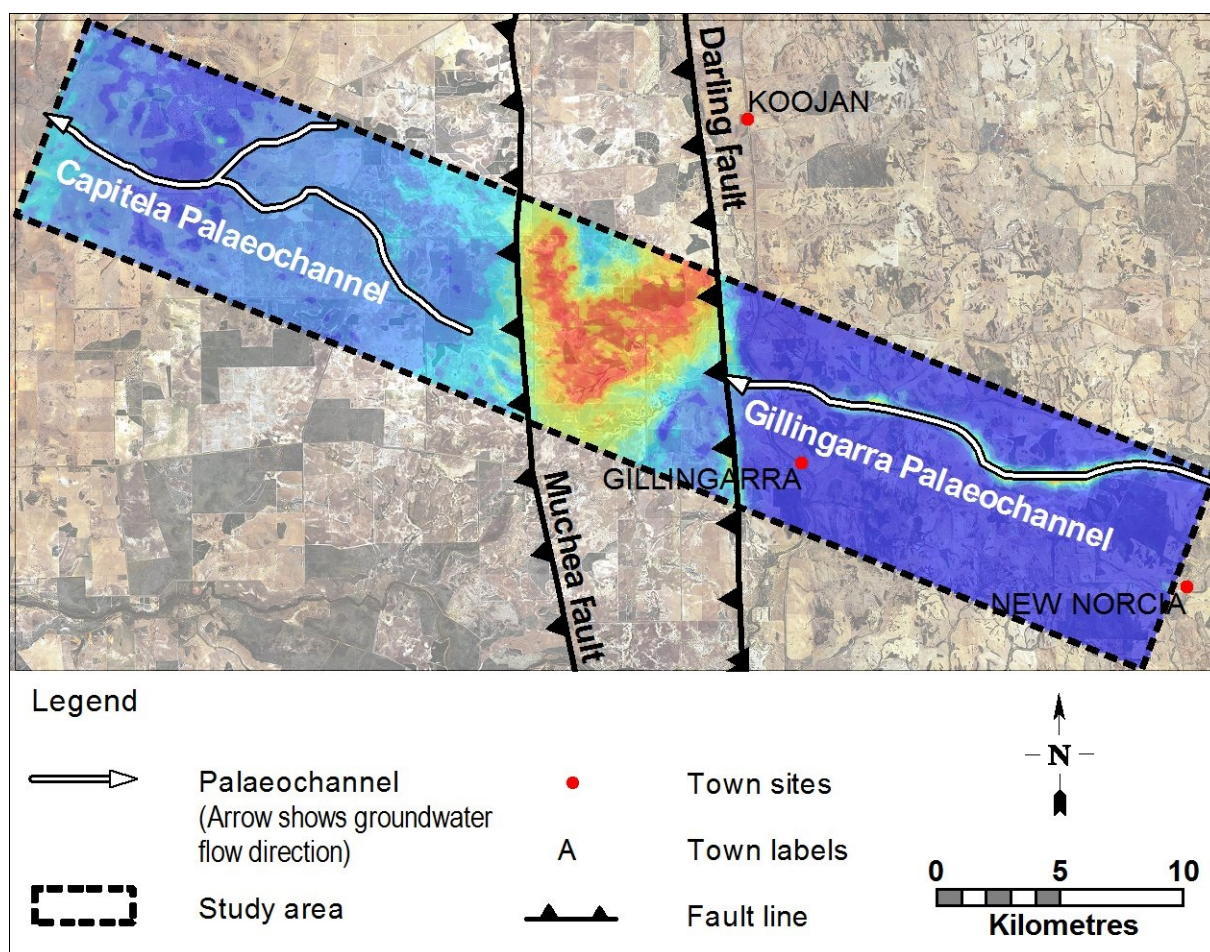 KOOJAN
Darling fault
Capitela Palaeochannel
Gillingarra Palaeochannel
GILLINGARRA
Muchea Fault
NEW NORCIA
Legend
Palaeochannel
(Arrow shows groundwater
flow direction)
Study area
Town sites
A
Town labels
Fault line
N
0 5 10
Kilometres